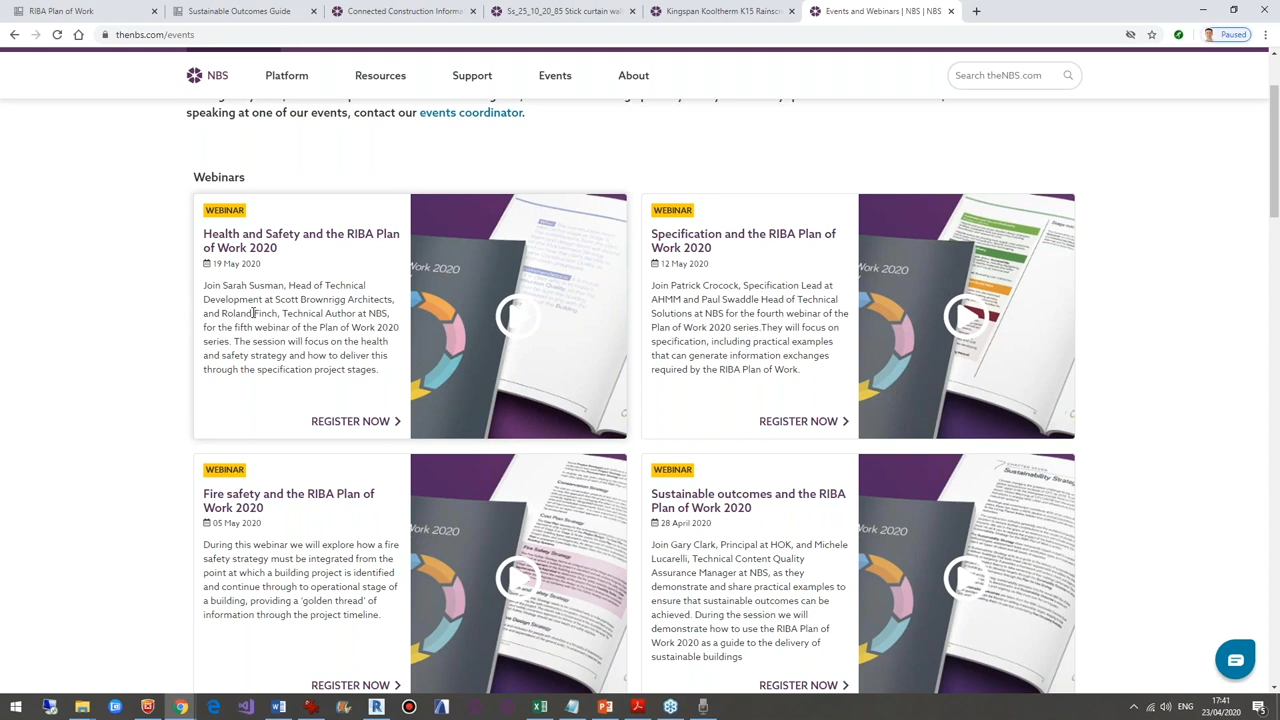 RIBA Plan of Work
Sustainable Outcomes Guide
Connected Construction Informa
Ss_25_10_20_85 Stick curtain wal
Kingspan Kooltherm K15 Rainscr
Events and Webinars | NBS | NBS
thenbs.com/events
Paused
NBS
Platform
Resources
Support
Events
About
Search theNBS.com
speaking at one of our events, contact our events coordinator.
Webinars
WEBINAR
Health and Safety and the RIBA Plan
of Work 2020
19 May 2020
Join Sarah Susman, Head of Technical
Development at Scott Brownrigg Architects,
and Roland Finch, Technical Author at NBS,
for the fifth webinar of the Plan of Work 2020
series. The session will focus on the health
and safety strategy and how to deliver this
through the specification project stages.
REGISTER NOW
Work 2020
WEBINAR
Specification and the RIBA Plan of
Work 2020
12 May 2020
Join Patrick Crocock, Specification Lead at
AHMM and Paul Swaddle Head of Technical
Solutions at NBS for the fourth webinar of the
Plan of Work 2020 series.They will focus on
specification, including practical examples
that can generate information exchanges
required by the RIBA Plan of Work.
REGISTER NOW
Work 2020
WEBINAR
Fire safety and the RIBA Plan of
Work 2020
05 May 2020
During this webinar we will explore how a fire
safety strategy must be integrated from the
point at which a building project is identified
and continue through to operational stage of
a building, providing a 'golden thread' of
information through the project timeline.
REGISTER NOW
Work 2020
WEBINAR
Sustainable outcomes and the RIBA
Plan of Work 2020
28 April 2020
Join Gary Clark, Principal at HOK, and Michele
Lucarelli, Technical Content Quality
Assurance Manager at NBS, as they
demonstrate and share practical examples to
ensure that sustainable outcomes can be
achieved. During the session we will
demonstrate how to use the RIBA Plan of
Work 2020 as a guide to the delivery of
sustainable buildings
REGISTER NOW
Work 2020
ENG
17:41
23/04/2020